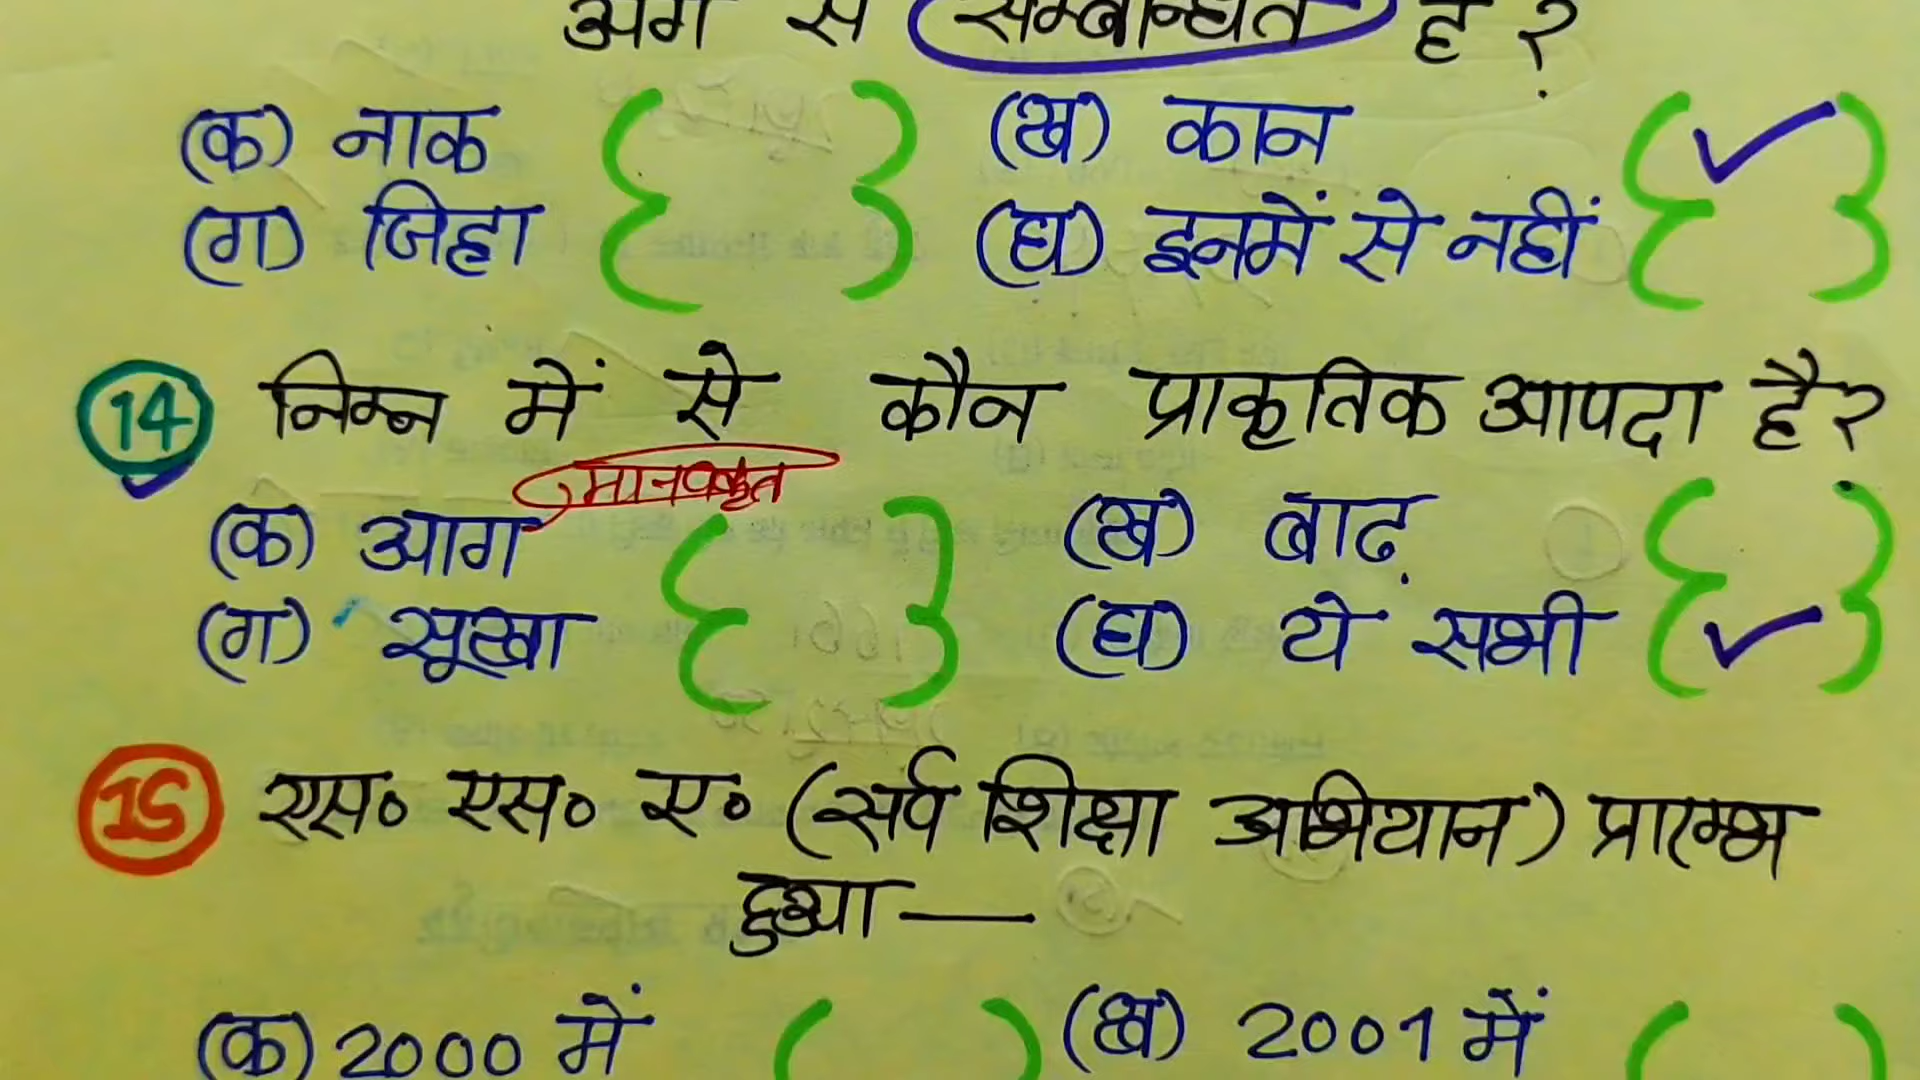 अंग से सम्बन्धित है?
(क) नाक (ख) कान
(ग) जिह्वा (घ) इनमें से नहीं
14 निम्न में से कौन प्राकृतिक आपदा है?
मानवकृत
(क) आग (ख) बाढ़
(ग) सूखा (घ) ये सभी
15 एस० एस० ए० (सर्व शिक्षा अभियान) प्रारम्भ
हुआ —
(क) 2000 में (ख) 2001 में